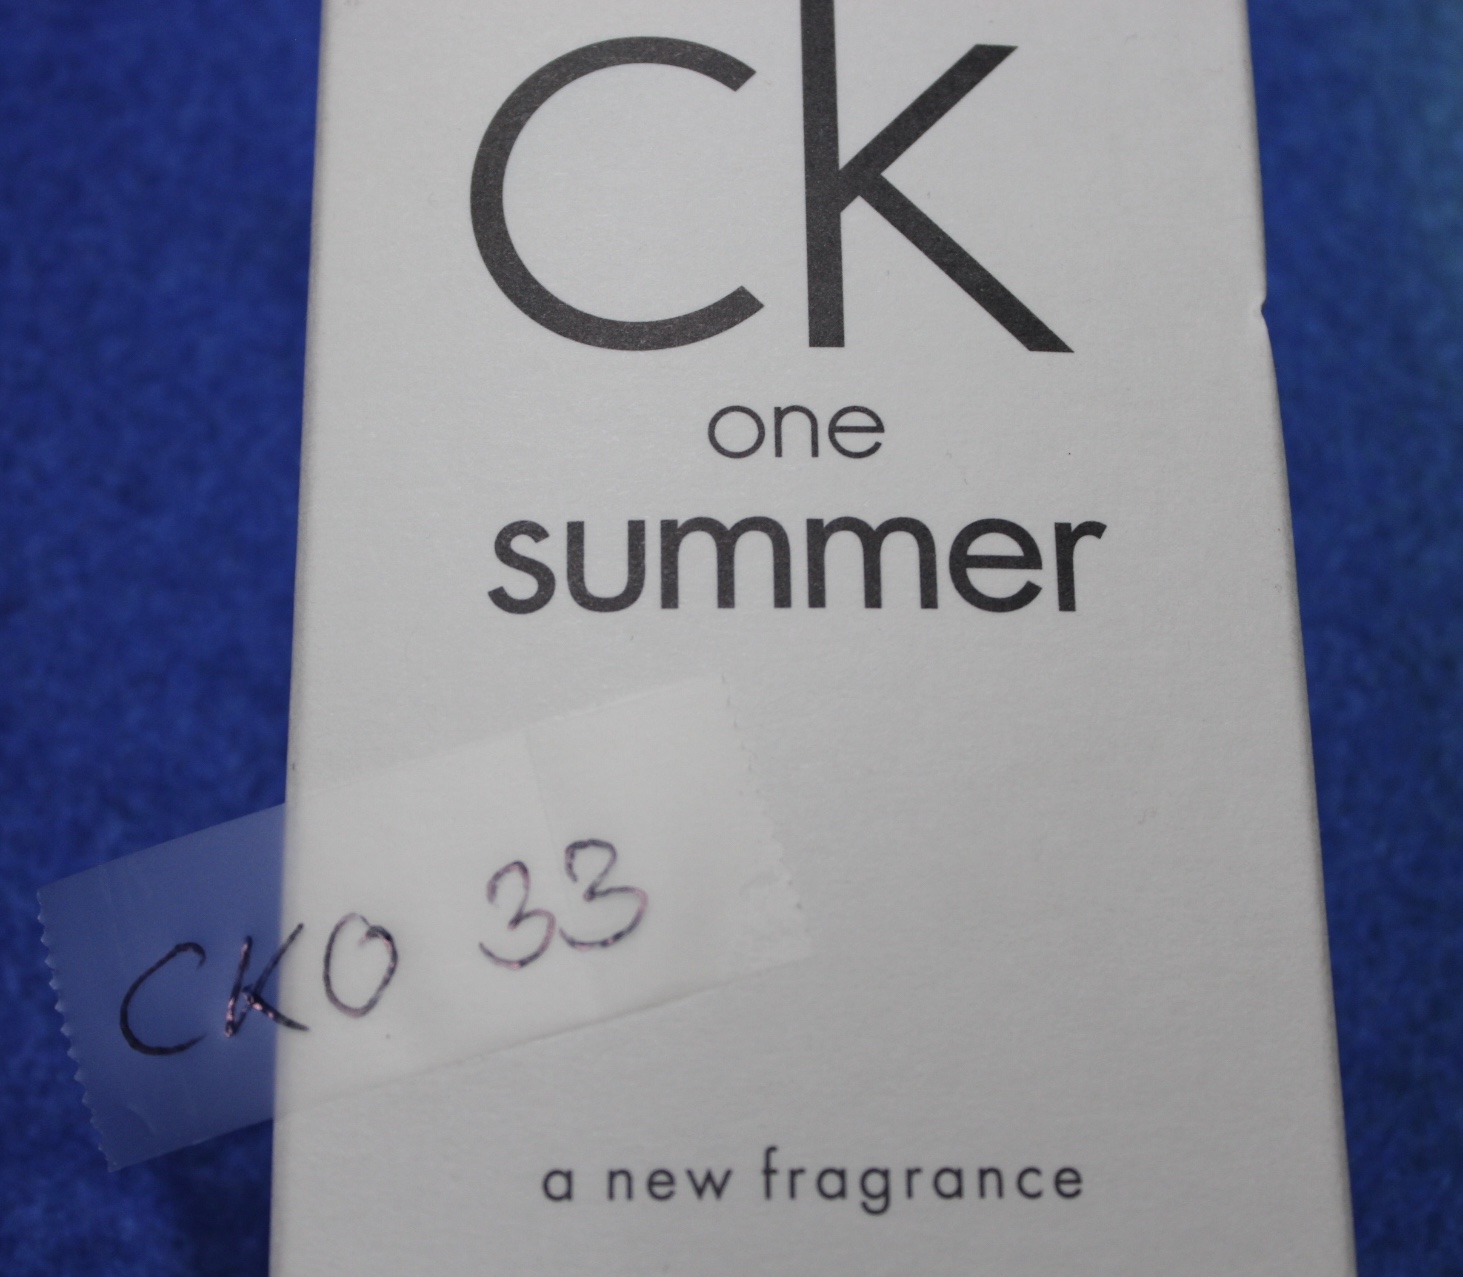 ck
one
summer
CKO 33
a new fragrance